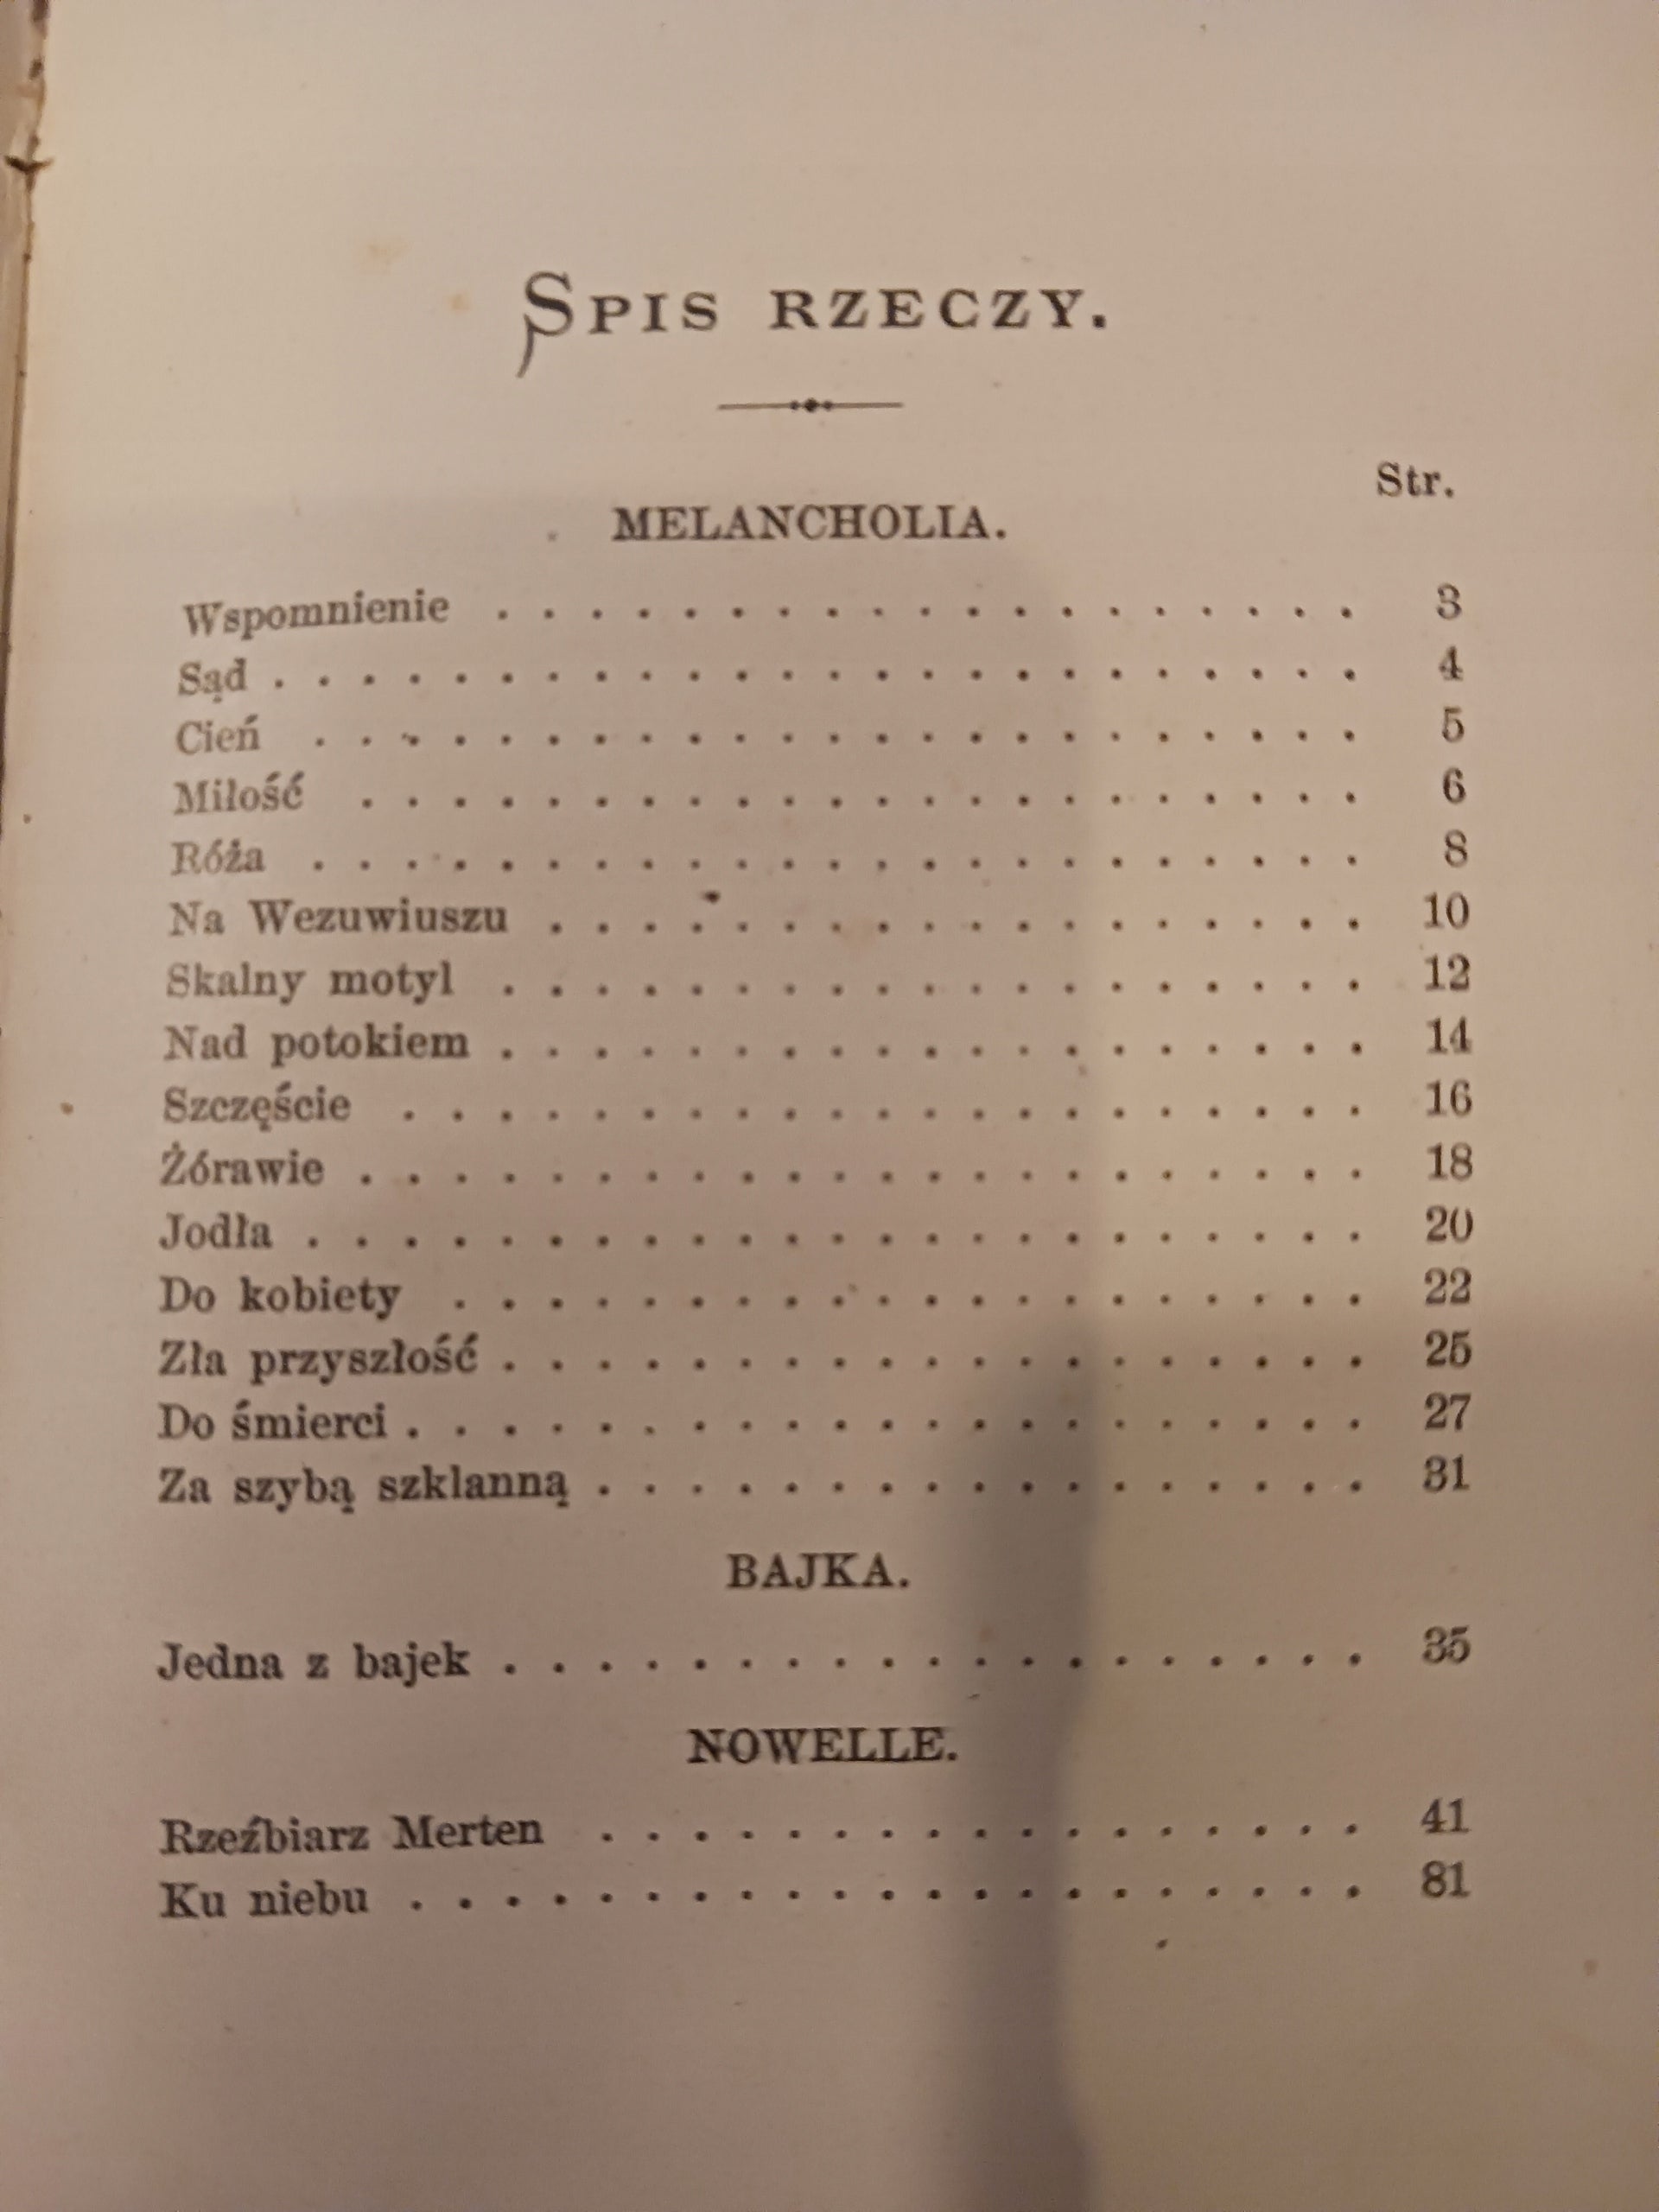 SPIS RZECZY.
Str.
MELANCHOLIA.
Wspomnienie . . . . . . . . . . . . . . . . . . . 3
Sąd . . . . . . . . . . . . . . . . . . . . . . . . 4
Cień . . . . . . . . . . . . . . . . . . . . . . . 5
Miłość . . . . . . . . . . . . . . . . . . . . . . 6
Róża . . . . . . . . . . . . . . . . . . . . . . . 8
Na Wezuwiuszu . . . . . . . . . . . . . . . . . . 10
Skalny motyl . . . . . . . . . . . . . . . . . . . 12
Nad potokiem . . . . . . . . . . . . . . . . . . . 14
Szczęście . . . . . . . . . . . . . . . . . . . . . 16
Żórawie . . . . . . . . . . . . . . . . . . . . . . 18
Jodła . . . . . . . . . . . . . . . . . . . . . . . 20
Do kobiety . . . . . . . . . . . . . . . . . . . . 22
Zła przyszłość . . . . . . . . . . . . . . . . . . . 25
Do śmierci . . . . . . . . . . . . . . . . . . . . . 27
Za szybą szklanną . . . . . . . . . . . . . . . . . 31
BAJKA.
Jedna z bajek . . . . . . . . . . . . . . . . . . . 35
NOWELLE.
Rzeźbiarz Merten . . . . . . . . . . . . . . . . . 41
Ku niebu . . . . . . . . . . . . . . . . . . . . . 81